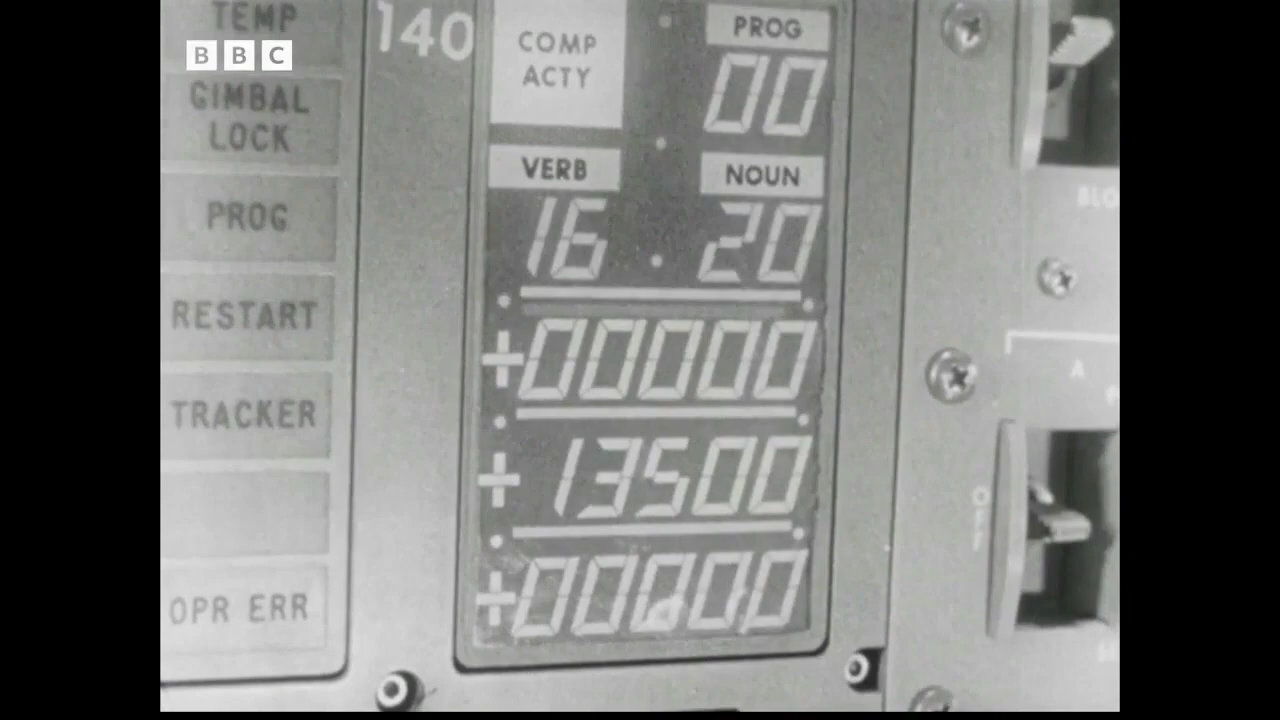 TEMP
BBC
GIMBAL
LOCK
PROG
RESTART
TRACKER
OPR ERR
140
COMP
ACTY
PROG
00
VERB
NOUN
16
20
+00000
+13500
+00000
A